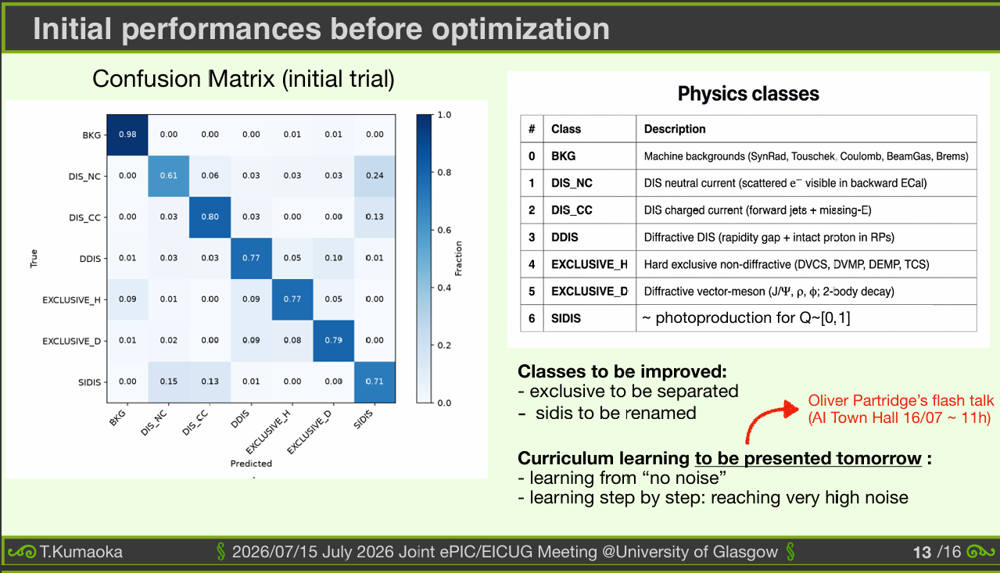 Initial performances before optimization
Confusion Matrix (initial trial)
True
BKG 0.98 0.00 0.00 0.00 0.01 0.01 0.00
DIS_NC 0.00 0.61 0.06 0.03 0.03 0.03 0.24
DIS_CC 0.00 0.03 0.80 0.03 0.00 0.00 0.13
DDIS 0.01 0.03 0.03 0.77 0.05 0.10 0.01
EXCLUSIVE_H 0.09 0.01 0.00 0.09 0.77 0.05 0.00
EXCLUSIVE_D 0.01 0.02 0.00 0.09 0.08 0.79 0.00
SIDIS 0.00 0.15 0.13 0.01 0.00 0.00 0.71
BKG DIS_NC DIS_CC DDIS EXCLUSIVE_H EXCLUSIVE_D SIDIS
Predicted
1.0
0.8
0.6
0.4
0.2
0.0
Fraction
Physics classes
# Class Description
0 BKG Machine backgrounds (SynRad, Touschek, Coulomb, BeamGas, Brems)
1 DIS_NC DIS neutral current (scattered e⁻ visible in backward ECal)
2 DIS_CC DIS charged current (forward jets + missing-E)
3 DDIS Diffractive DIS (rapidity gap + intact proton in RPs)
4 EXCLUSIVE_H Hard exclusive non-diffractive (DVCS, DVMP, DEMP, TCS)
5 EXCLUSIVE_D Diffractive vector-meson (J/Ψ, ρ, ϕ; 2-body decay)
6 SIDIS ~ photoproduction for Q~[0,1]
Classes to be improved:
- exclusive to be separated
- sidis to be renamed
Oliver Partridge's flash talk
(AI Town Hall 16/07 ~ 11h)
Curriculum learning to be presented tomorrow :
- learning from “no noise”
- learning step by step: reaching very high noise
T.Kumaoka
§ 2026/07/15 July 2026 Joint ePIC/EICUG Meeting @University of Glasgow §
13 /16